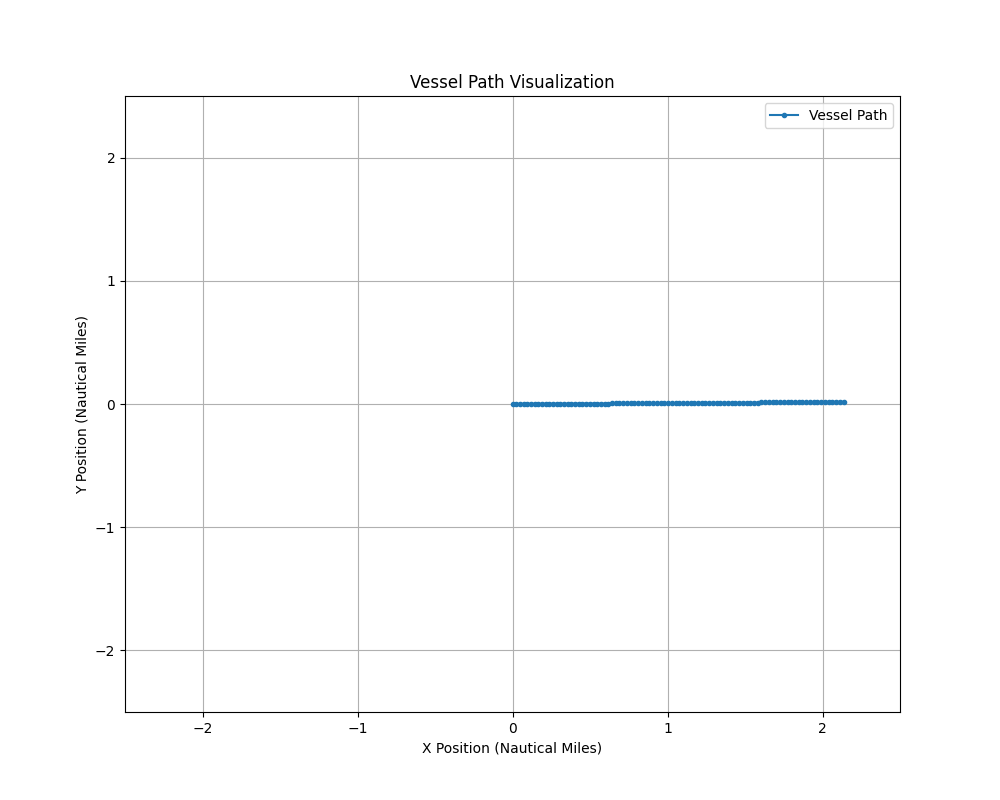 Vessel Path Visualization
Vessel Path
2
1
0
−1
−2
Y Position (Nautical Miles)
−2
−1
0
1
2
X Position (Nautical Miles)